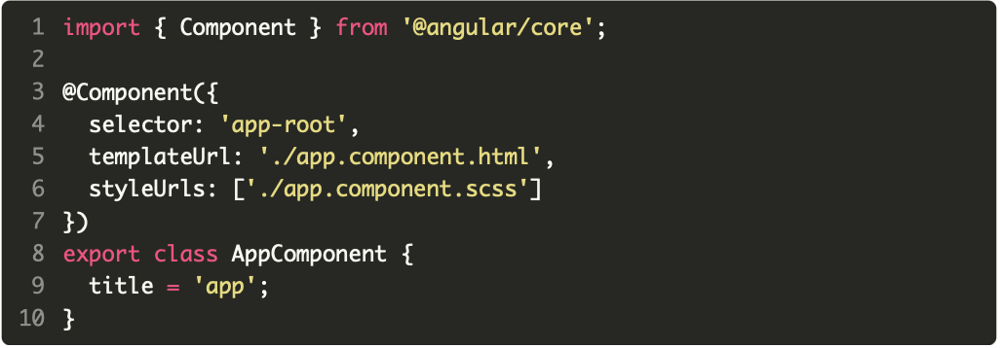 1 import { Component } from '@angular/core';
2
3 @Component({
4   selector: 'app-root',
5   templateUrl: './app.component.html',
6   styleUrls: ['./app.component.scss']
7 })
8 export class AppComponent {
9   title = 'app';
10 }